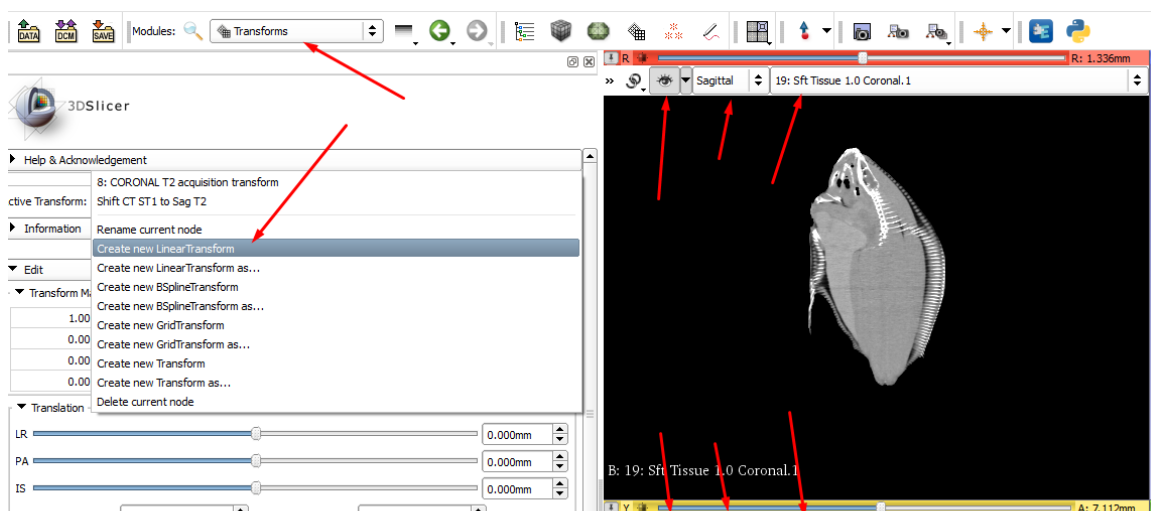 DATA DCM SAVE Modules: Transforms
R R: 1.336mm
Sagittal 19: Sft Tissue 1.0 Coronal.1
3DSlicer
Help & Acknowledgement
8: CORONAL T2 acquisition transform
ctive Transform: Shift CT ST1 to Sag T2
Information Rename current node
Create new LinearTransform
Edit Create new LinearTransform as...
Create new BSplineTransform
Transform Ma
Create new BSplineTransform as...
1.00 Create new GridTransform
0.00 Create new GridTransform as...
0.00 Create new Transform
0.00 Create new Transform as...
Delete current node
Translation
LR 0.000mm
PA 0.000mm
IS 0.000mm
B: 19: Sft Tissue 1.0 Coronal.1
Y A: 7.112mm